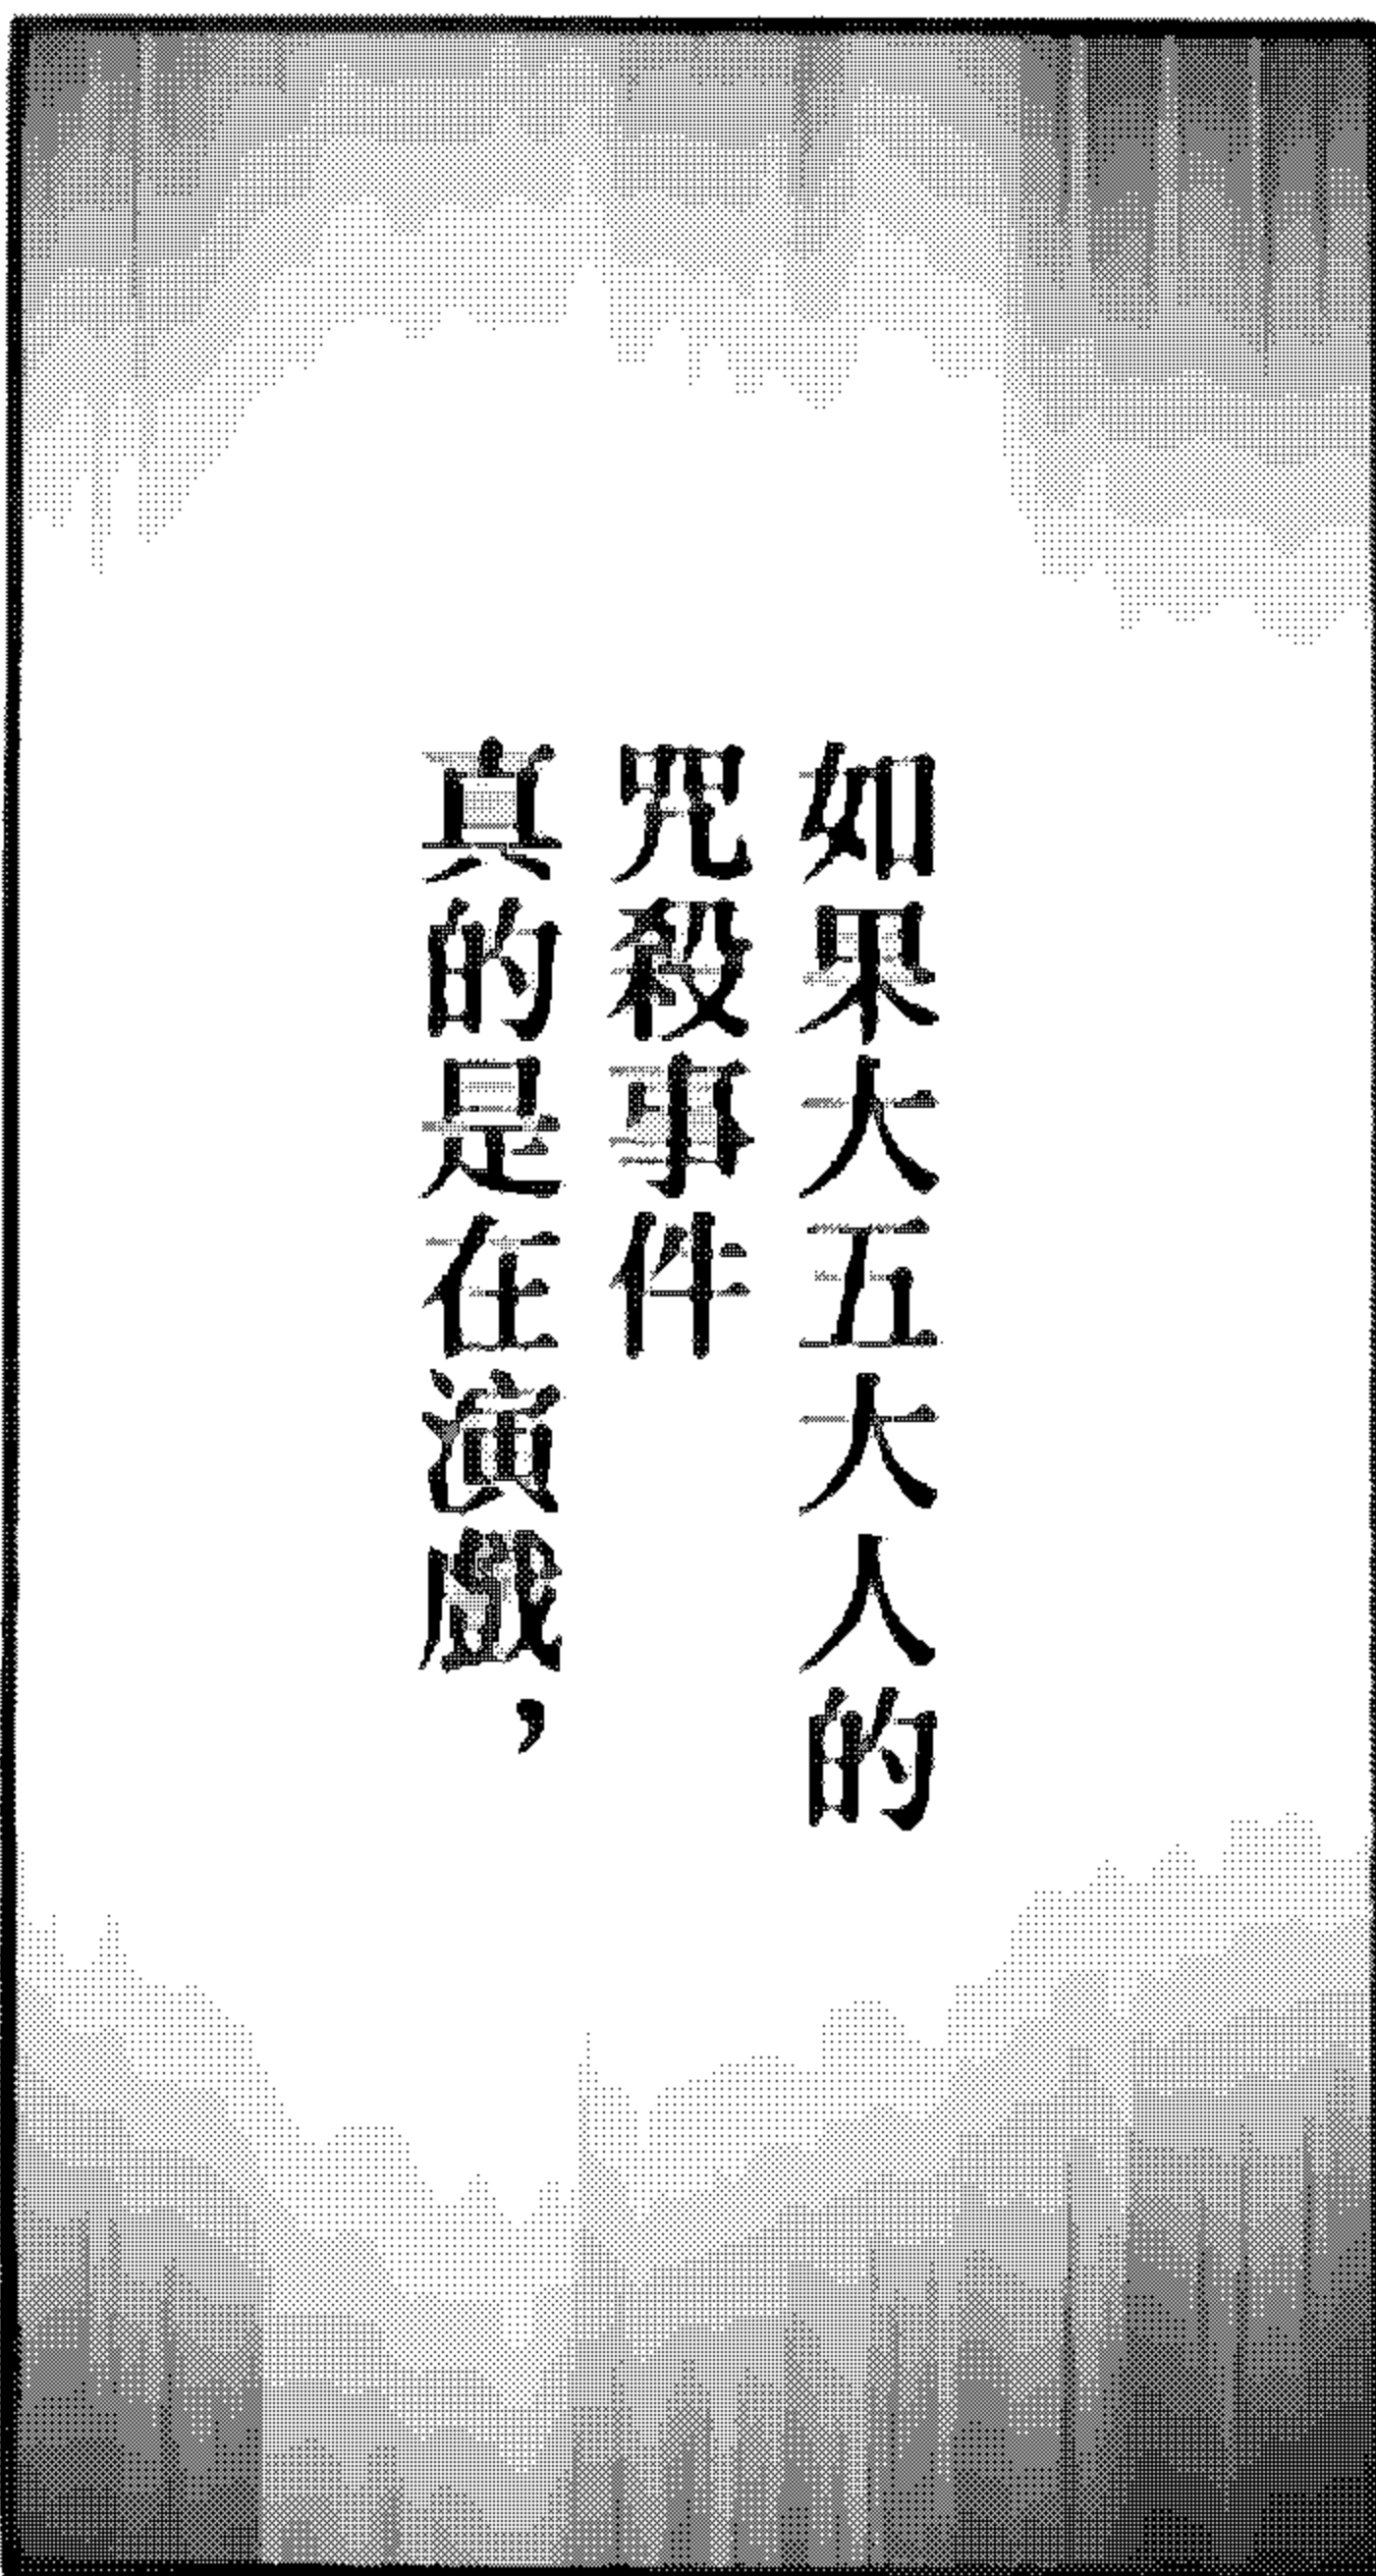 如果大五大人的
咒殺事件
真的是在演戲，